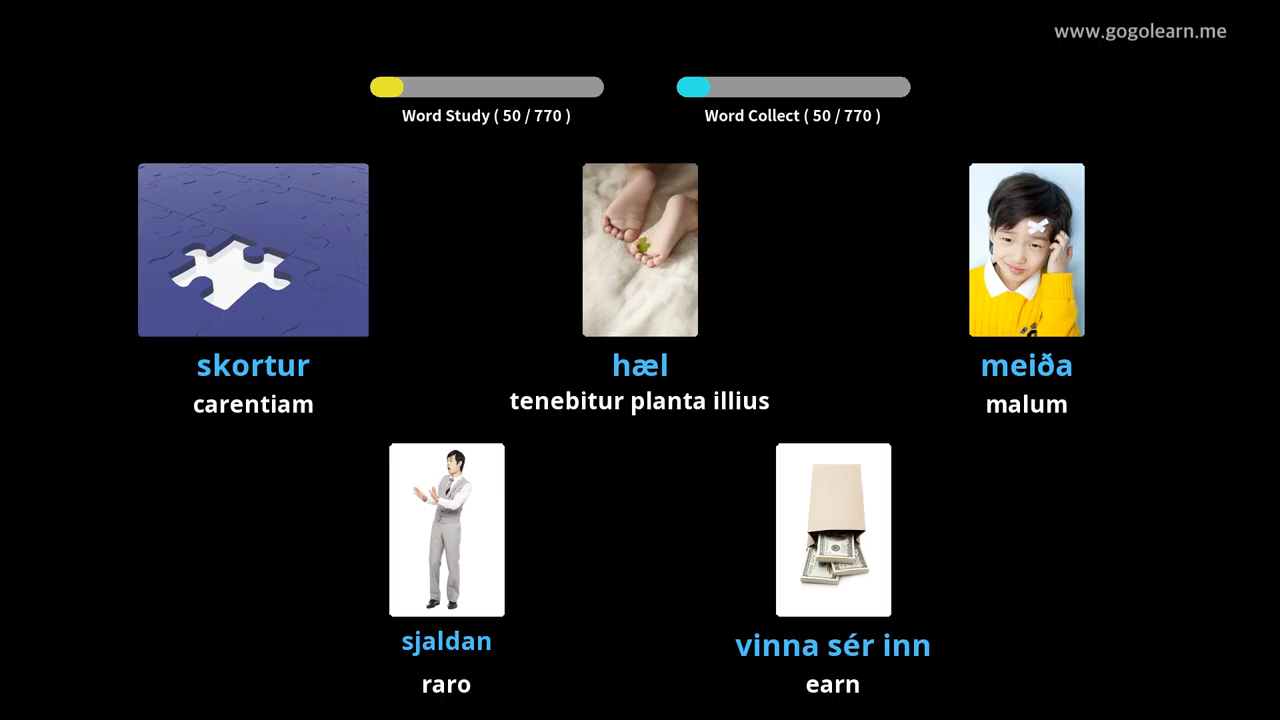 www.gogolearn.me
Word Study ( 50 / 770 )
Word Collect ( 50 / 770 )
skortur
carentiam
hæl
tenebitur planta illius
meiða
malum
sjaldan
raro
vinna sér inn
earn